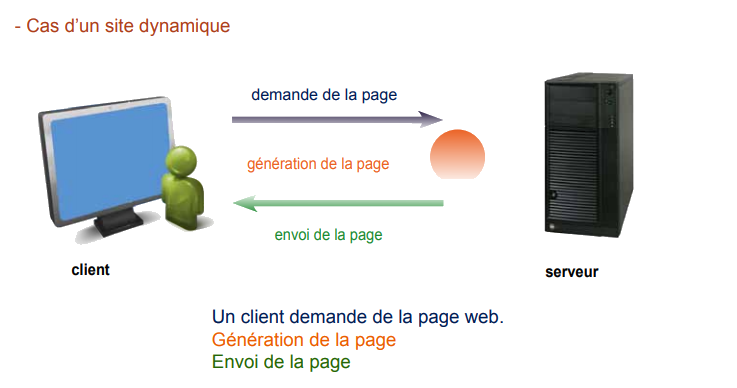 - Cas d’un site dynamique
demande de la page
génération de la page
envoi de la page
client
serveur
Un client demande de la page web.
Génération de la page
Envoi de la page